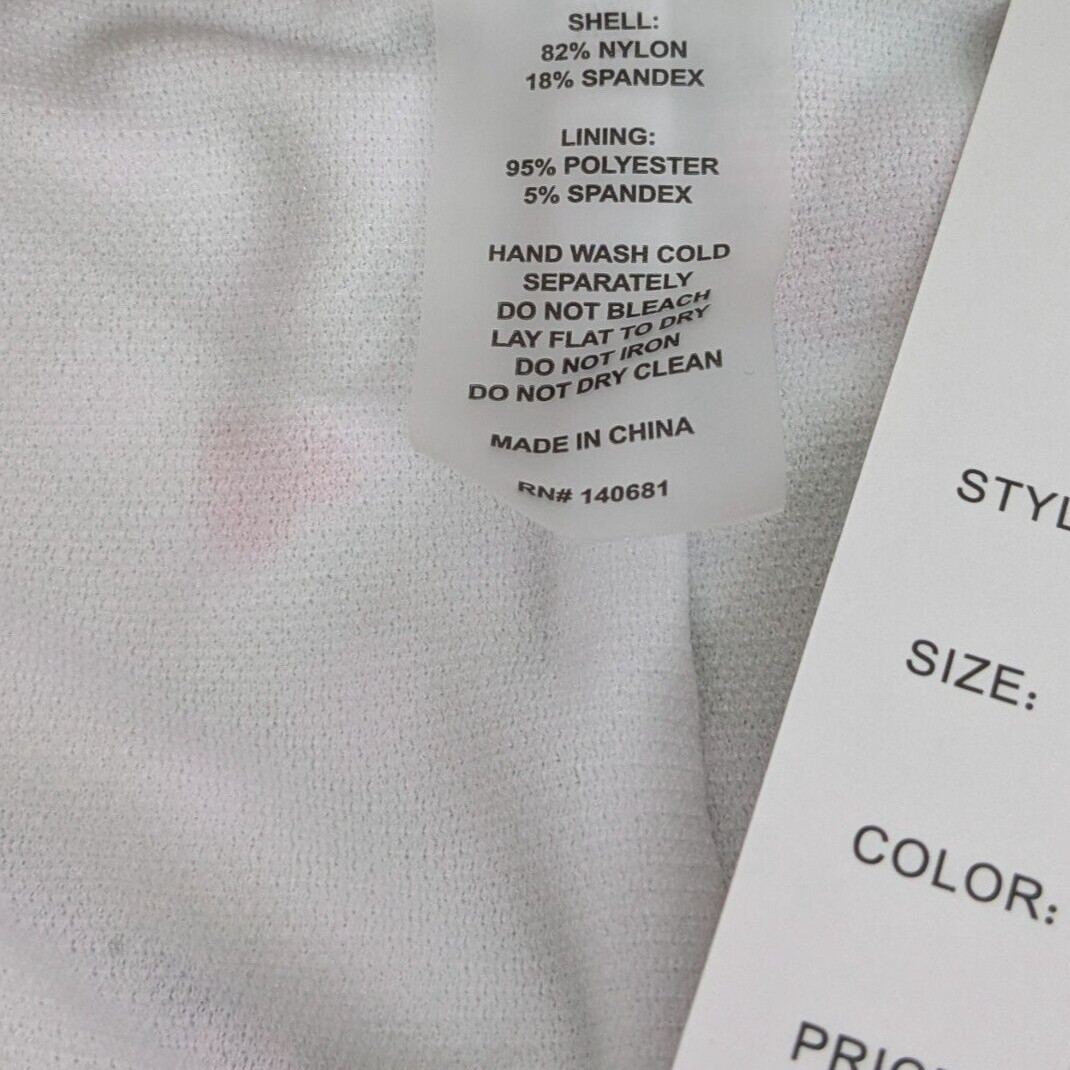 SHELL:
82% NYLON
18% SPANDEX
LINING:
95% POLYESTER
5% SPANDEX
HAND WASH COLD
SEPARATELY
DO NOT BLEACH
LAY FLAT TO DRY
DO NOT IRON
DO NOT DRY CLEAN
MADE IN CHINA
RN# 140681
SIZE:
COLOR: